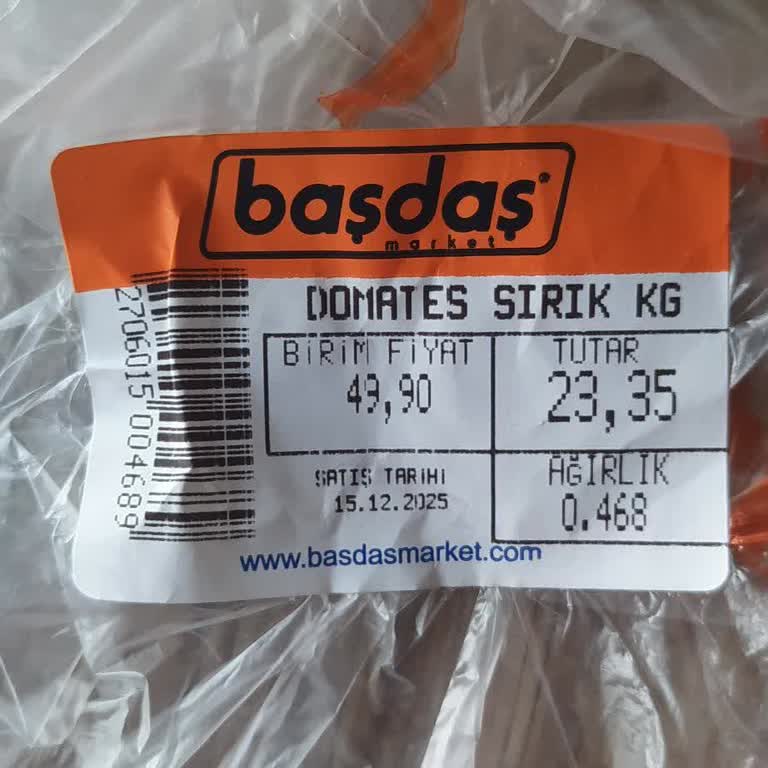 başdaş
market
DOMATES SIRIK KG
BİRİM FİYAT
49,90
TUTAR
23,35
SATIŞ TARİHİ
15.12.2025
AĞIRLIK
0.468
www.basdasmarket.com
2706015 004689